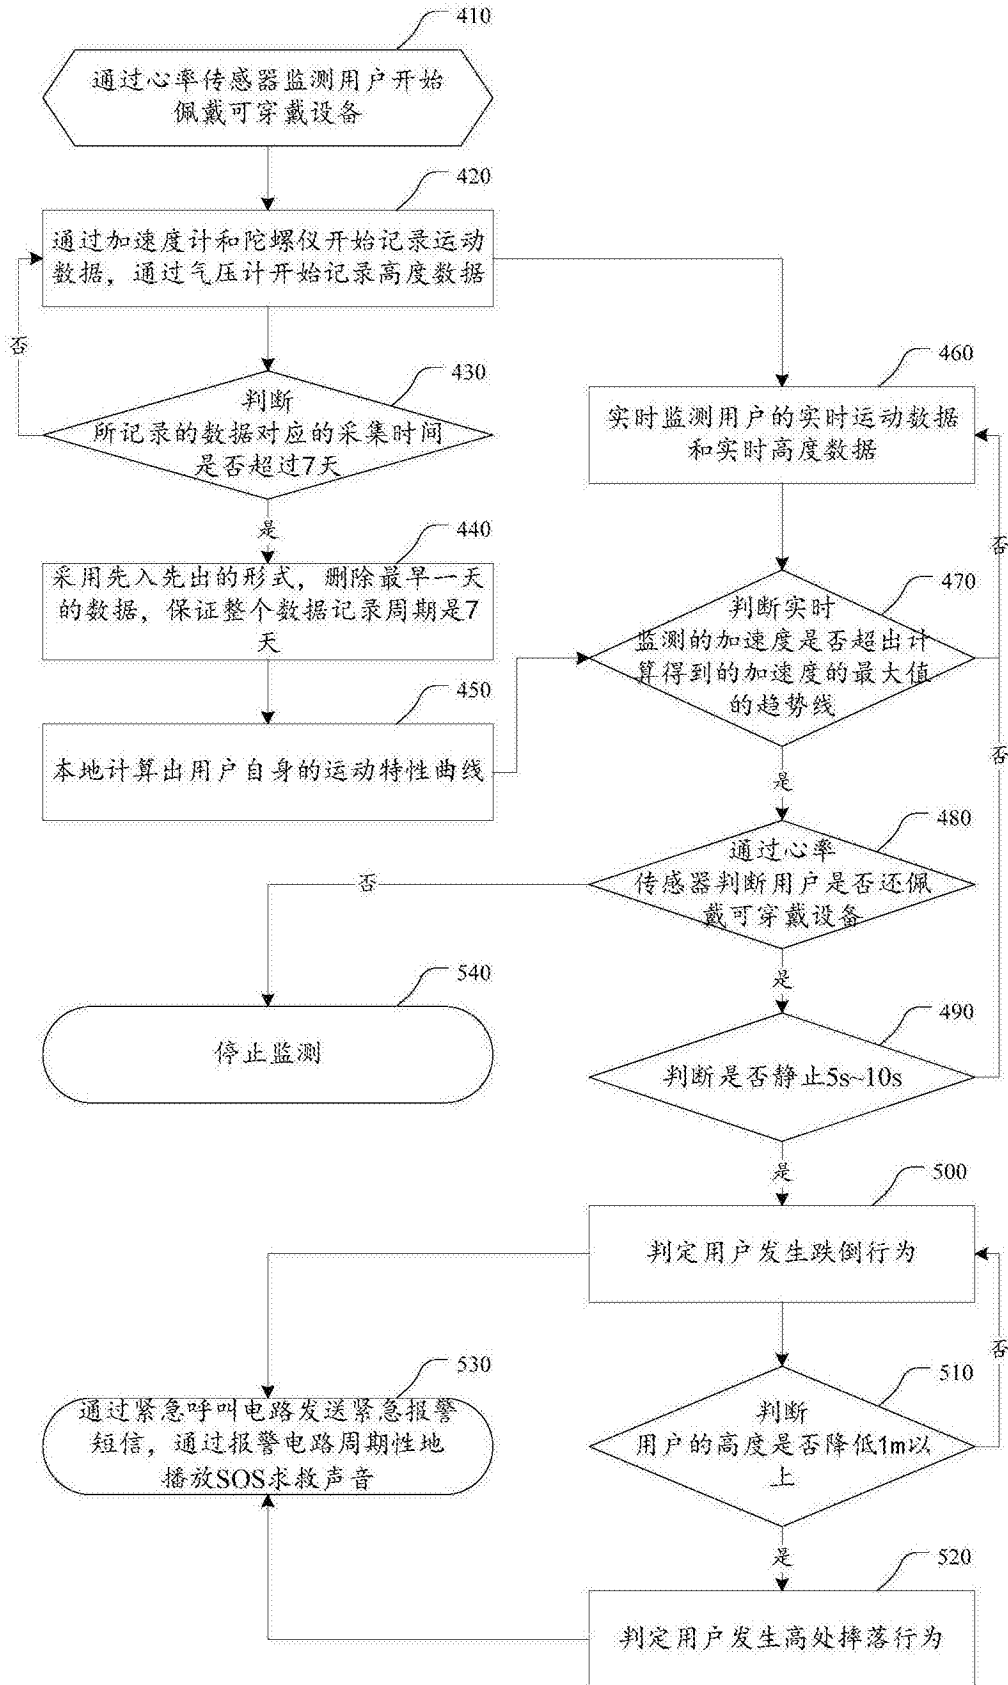 410
通过心率传感器监测用户开始
佩戴可穿戴设备
420
通过加速度计和陀螺仪开始记录运动
数据，通过气压计开始记录高度数据
否
430
判断
所记录的数据对应的采集时间
是否超过7天
是
440
采用先入先出的形式，删除最早一天
的数据，保证整个数据记录周期是7
天
450
本地计算出用户自身的运动特性曲线
460
实时监测用户的实时运动数据
和实时高度数据
否
470
判断实时
监测的加速度是否超出计
算得到的加速度的最大值
的趋势线
否
是
480
通过心率
传感器判断用户是否还佩
戴可穿戴设备
否
540
停止监测
是
490
判断是否静止5s~10s
是
500
判定用户发生跌倒行为
否
510
判断
用户的高度是否降低1m以
上
530
通过紧急呼叫电路发送紧急报警
短信，通过报警电路周期性地
播放SOS求救声音
是
520
判定用户发生高处摔落行为